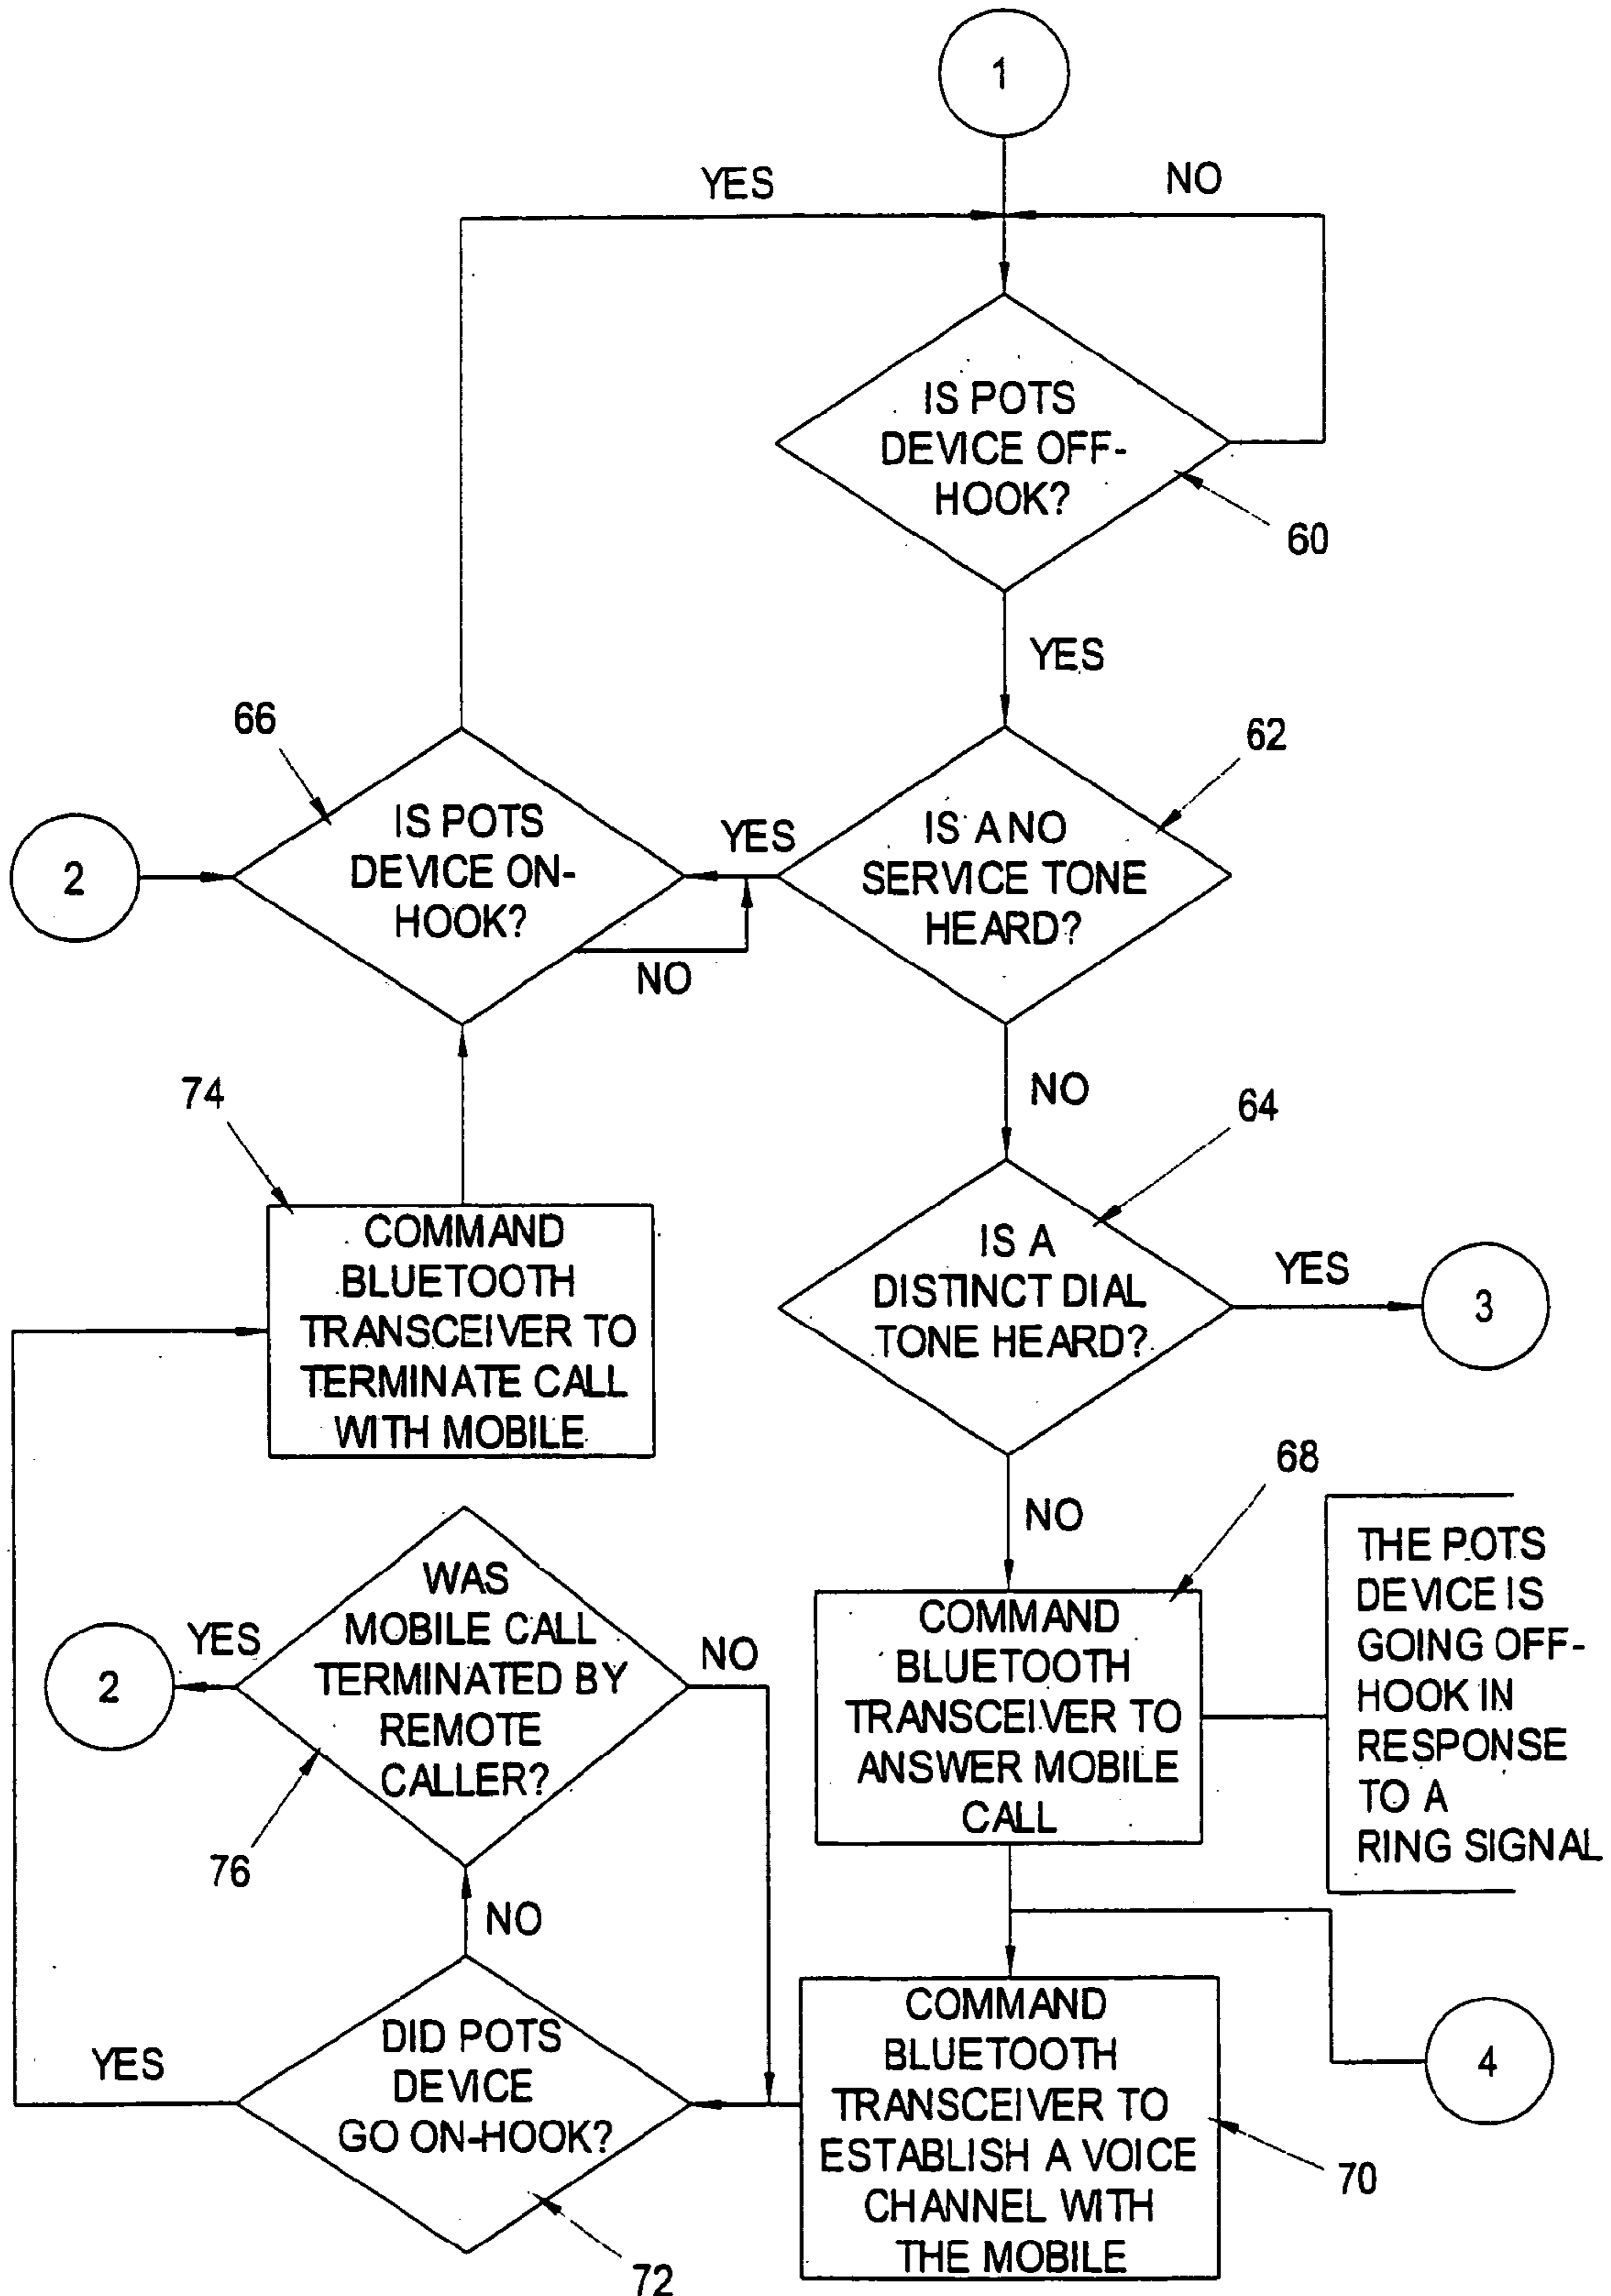 1
YES
NO
IS POTS
DEVICE OFF-
HOOK?
60
YES
66
62
2
IS POTS
DEVICE ON-
HOOK?
YES
NO
IS A NO
SERVICE TONE
HEARD?
NO
74
64
COMMAND
BLUETOOTH
TRANSCEIVER TO
TERMINATE CALL
WITH MOBILE
IS A
DISTINCT DIAL
TONE HEARD?
YES
3
NO
68
WAS
MOBILE CALL
TERMINATED BY
REMOTE
CALLER?
YES
2
NO
76
COMMAND
BLUETOOTH
TRANSCEIVER TO
ANSWER MOBILE
CALL
THE POTS
DEVICE IS
GOING OFF-
HOOK IN
RESPONSE
TO A
RING SIGNAL
NO
DID POTS
DEVICE
GO ON-HOOK?
YES
72
COMMAND
BLUETOOTH
TRANSCEIVER TO
ESTABLISH A VOICE
CHANNEL WITH
THE MOBILE
4
70